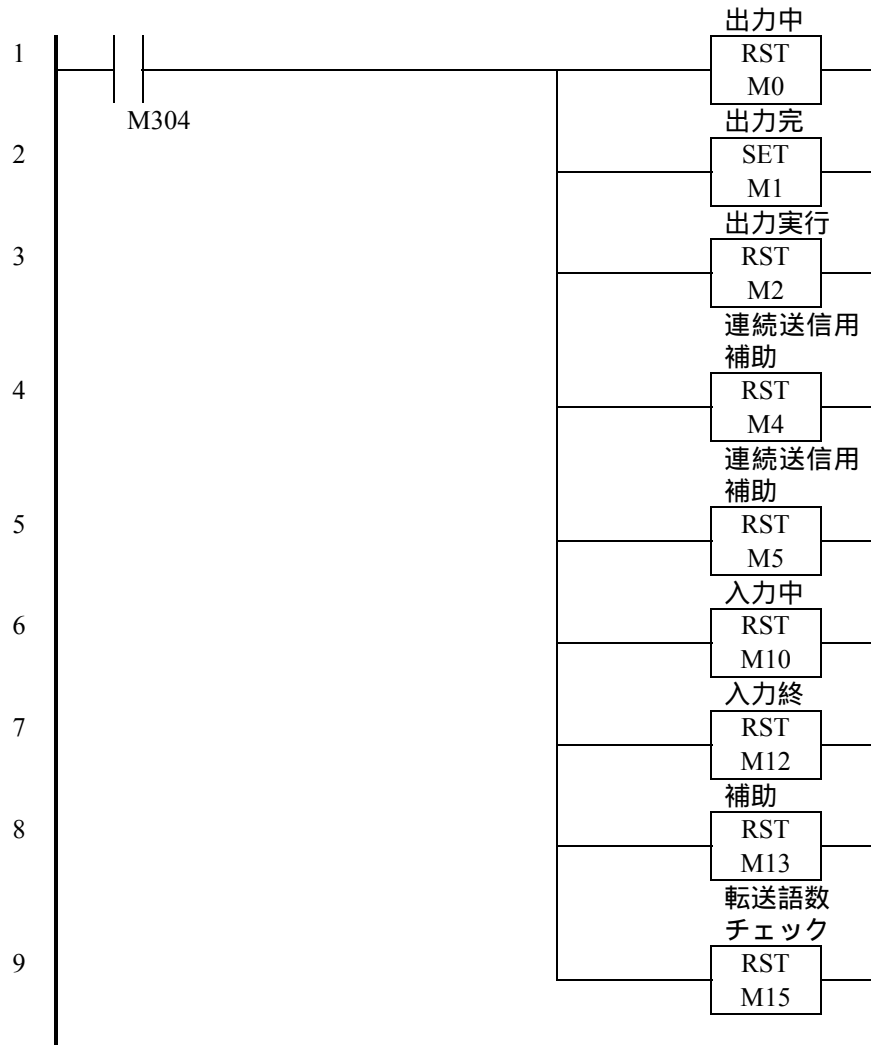 出力中
1
RST
M0
M304
出力完
2
SET
M1
出力実行
3
RST
M2
連続送信用
補助
4
RST
M4
連続送信用
補助
5
RST
M5
入力中
6
RST
M10
入力終
7
RST
M12
補助
8
RST
M13
転送語数
チェック
9
RST
M15